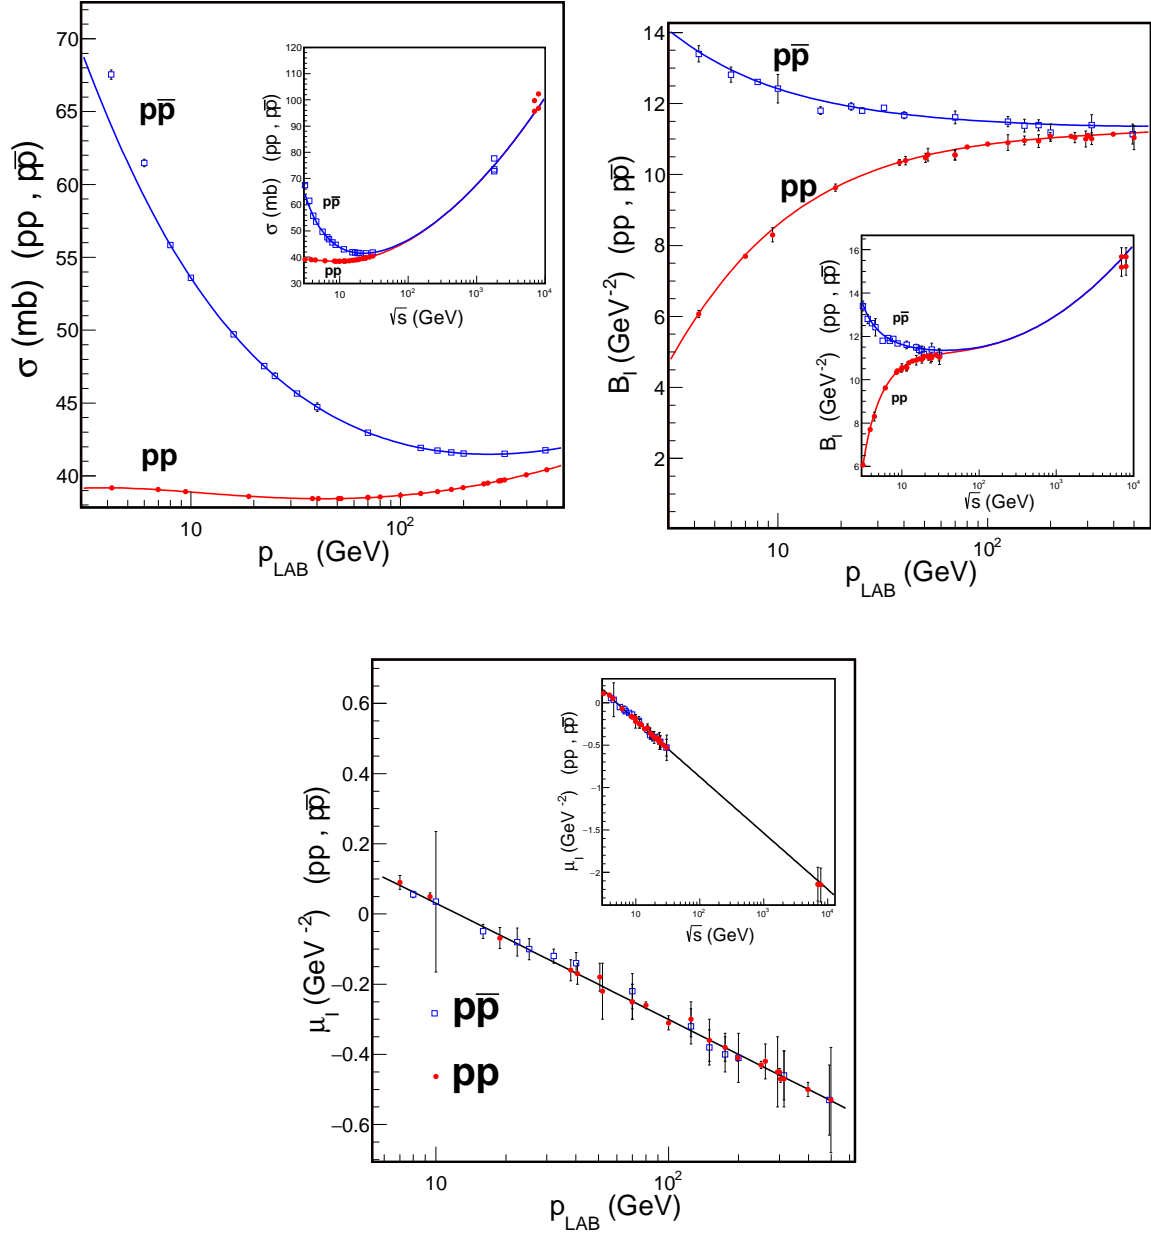 σ (mb) (pp , pp̅)
70
65
60
55
50
45
40
10
10²
p_LAB (GeV)
pp̅
pp
σ (mb) (pp , pp̅)
120
110
100
90
80
70
60
50
40
30
10
10²
10³
10⁴
√s (GeV)
pp̅
pp
B_I (GeV⁻²) (pp , pp̅)
14
12
10
8
6
4
2
10
10²
p_LAB (GeV)
pp̅
pp
B_I (GeV⁻²) (pp , pp̅)
16
14
12
10
8
6
10
10²
10³
10⁴
√s (GeV)
pp̅
pp
μ_I (GeV⁻²) (pp , pp̅)
0.6
0.4
0.2
0
−0.2
−0.4
−0.6
10
10²
p_LAB (GeV)
pp̅
pp
μ_I (GeV⁻²) (pp , pp̅)
0
−0.5
−1
−1.5
−2
10
10²
10³
10⁴
√s (GeV)